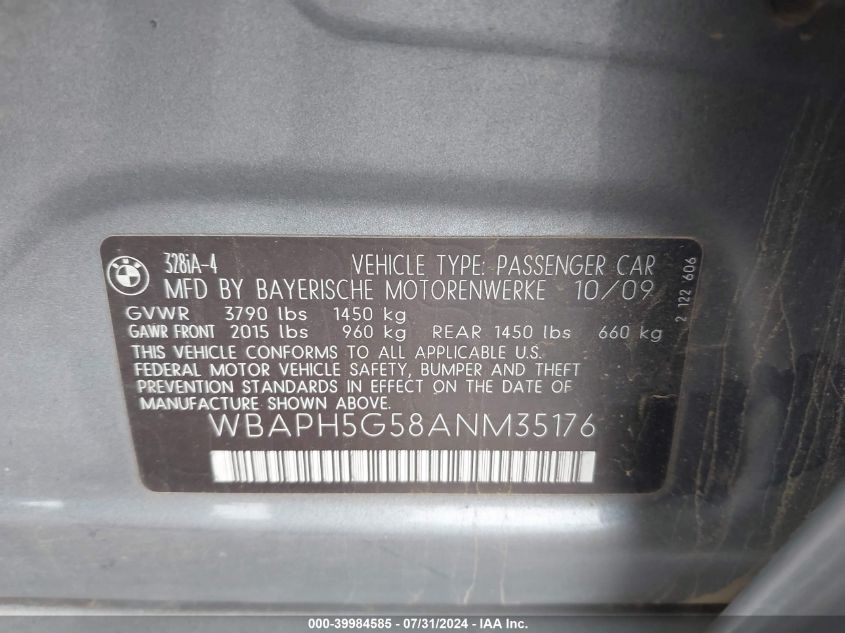 BMW
328iA-4 VEHICLE TYPE: PASSENGER CAR
MFD BY BAYERISCHE MOTORENWERKE 10/09
GVWR 3790 lbs 1450 kg
GAWR FRONT 2015 lbs 960 kg REAR 1450 lbs 660 kg
THIS VEHICLE CONFORMS TO ALL APPLICABLE U.S.
FEDERAL MOTOR VEHICLE SAFETY, BUMPER AND THEFT
PREVENTION STANDARDS IN EFFECT ON THE DATE OF
MANUFACTURE SHOWN ABOVE.
WBAPH5G58ANM35176
2 122 606
000-39984585 / 07/31/2024 - IAA Inc.